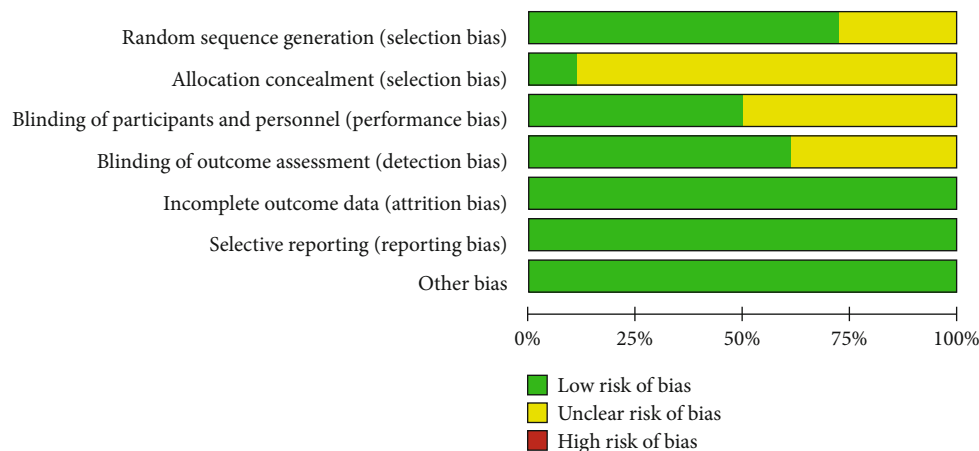 Random sequence generation (selection bias)
Allocation concealment (selection bias)
Blinding of participants and personnel (performance bias)
Blinding of outcome assessment (detection bias)
Incomplete outcome data (attrition bias)
Selective reporting (reporting bias)
Other bias
0% 25% 50% 75% 100%
Low risk of bias
Unclear risk of bias
High risk of bias